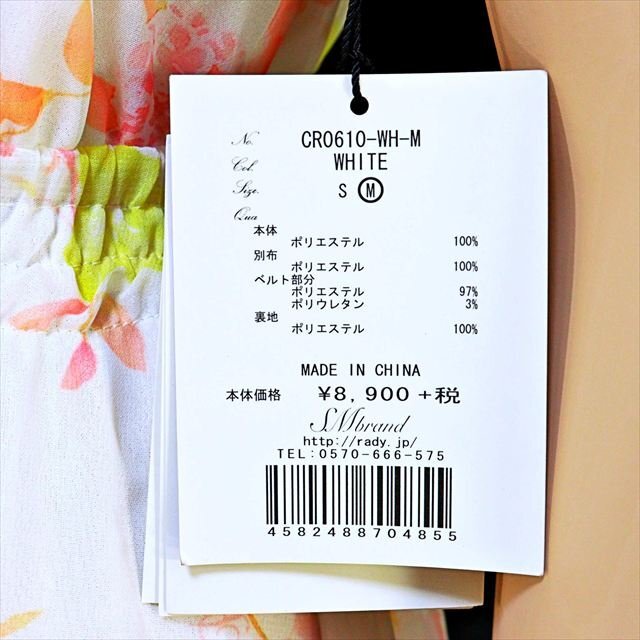 No. CR0610-WH-M
Col. WHITE
Size. S M
Qua
本体
ポリエステル 100%
別布
ポリエステル 100%
ベルト部分
ポリエステル 97%
ポリウレタン 3%
裏地
ポリエステル 100%
MADE IN CHINA
本体価格 ¥8,900+税
SMbrand
http://rady.jp/
TEL:0570-666-575
4582488704855